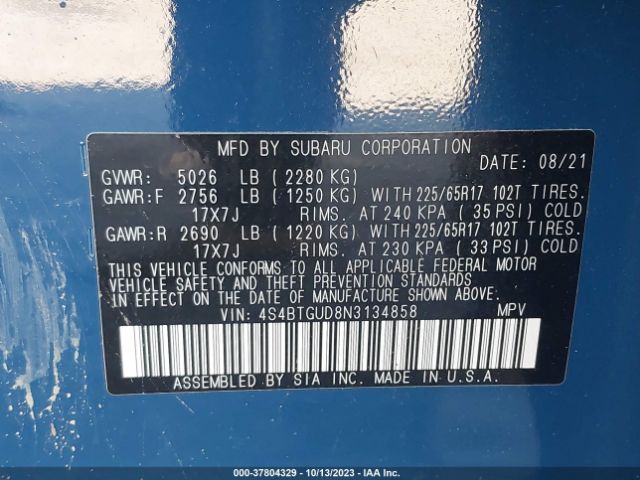 MFD BY SUBARU CORPORATION
DATE: 08/21
GVWR: 5026 LB ( 2280 KG)
GAWR:F 2756 LB ( 1250 KG) WITH 225/65R17 102T TIRES.
17X7J RIMS. AT 240 KPA ( 35 PSI) COLD
GAWR:R 2690 LB ( 1220 KG) WITH 225/65R17 102T TIRES.
17X7J RIMS. AT 230 KPA ( 33 PSI) COLD
THIS VEHICLE CONFORMS TO ALL APPLICABLE FEDERAL MOTOR
VEHICLE SAFETY AND THEFT PREVENTION STANDARDS
IN EFFECT ON THE DATE OF MANUFACTURE SHOWN ABOVE.
VIN: 4S4BTGUD8N3134858 MPV
ASSEMBLED BY SIA INC. MADE IN U.S.A.
000-37804329 - 10/13/2023 - IAA Inc.